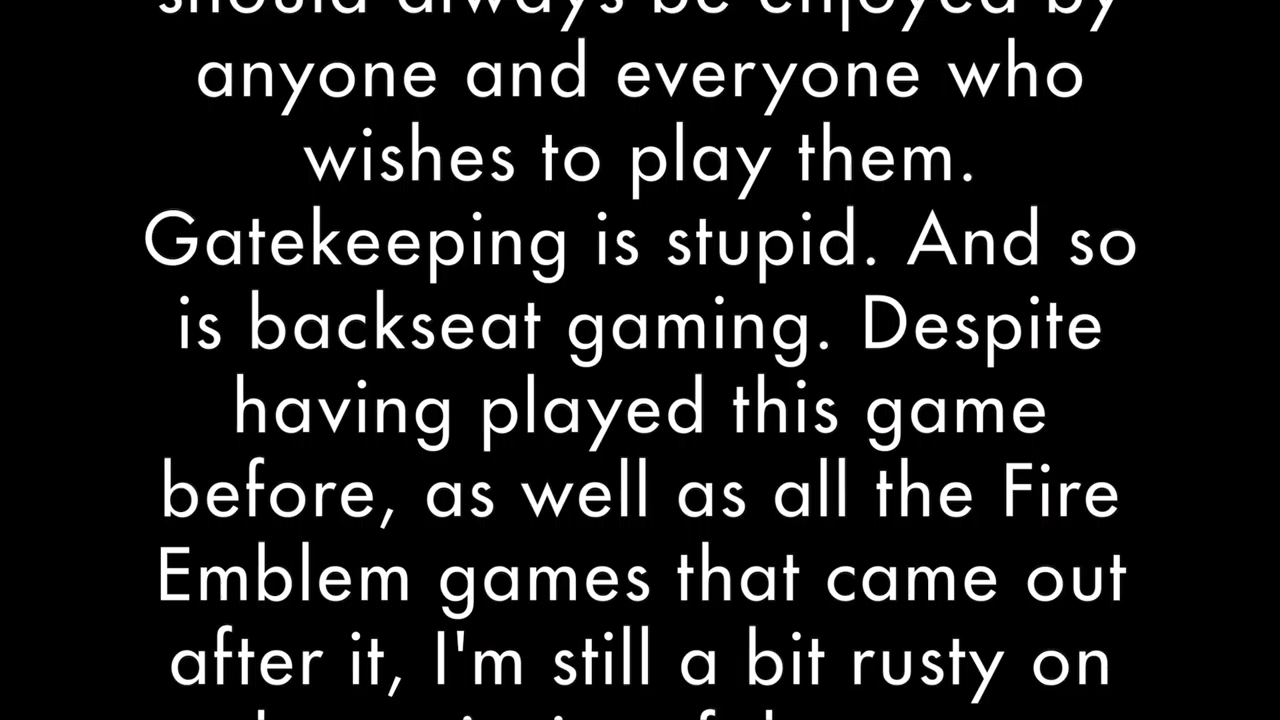 should always be enjoyed by
anyone and everyone who
wishes to play them.
Gatekeeping is stupid. And so
is backseat gaming. Despite
having played this game
before, as well as all the Fire
Emblem games that came out
after it, I'm still a bit rusty on